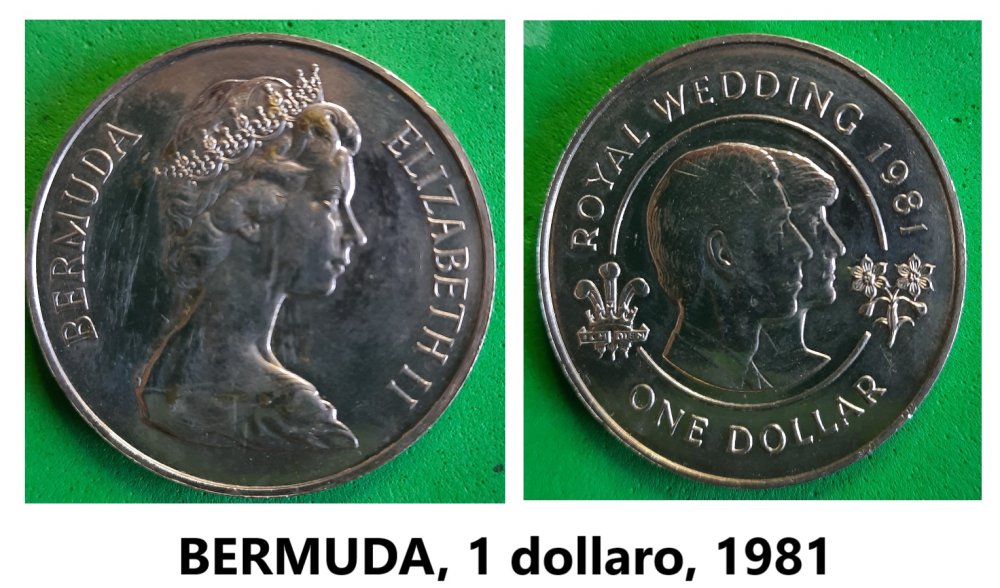 BERMUDA
ELIZABETH II
ROYAL WEDDING 1981
ONE DOLLAR
BERMUDA, 1 dollaro, 1981